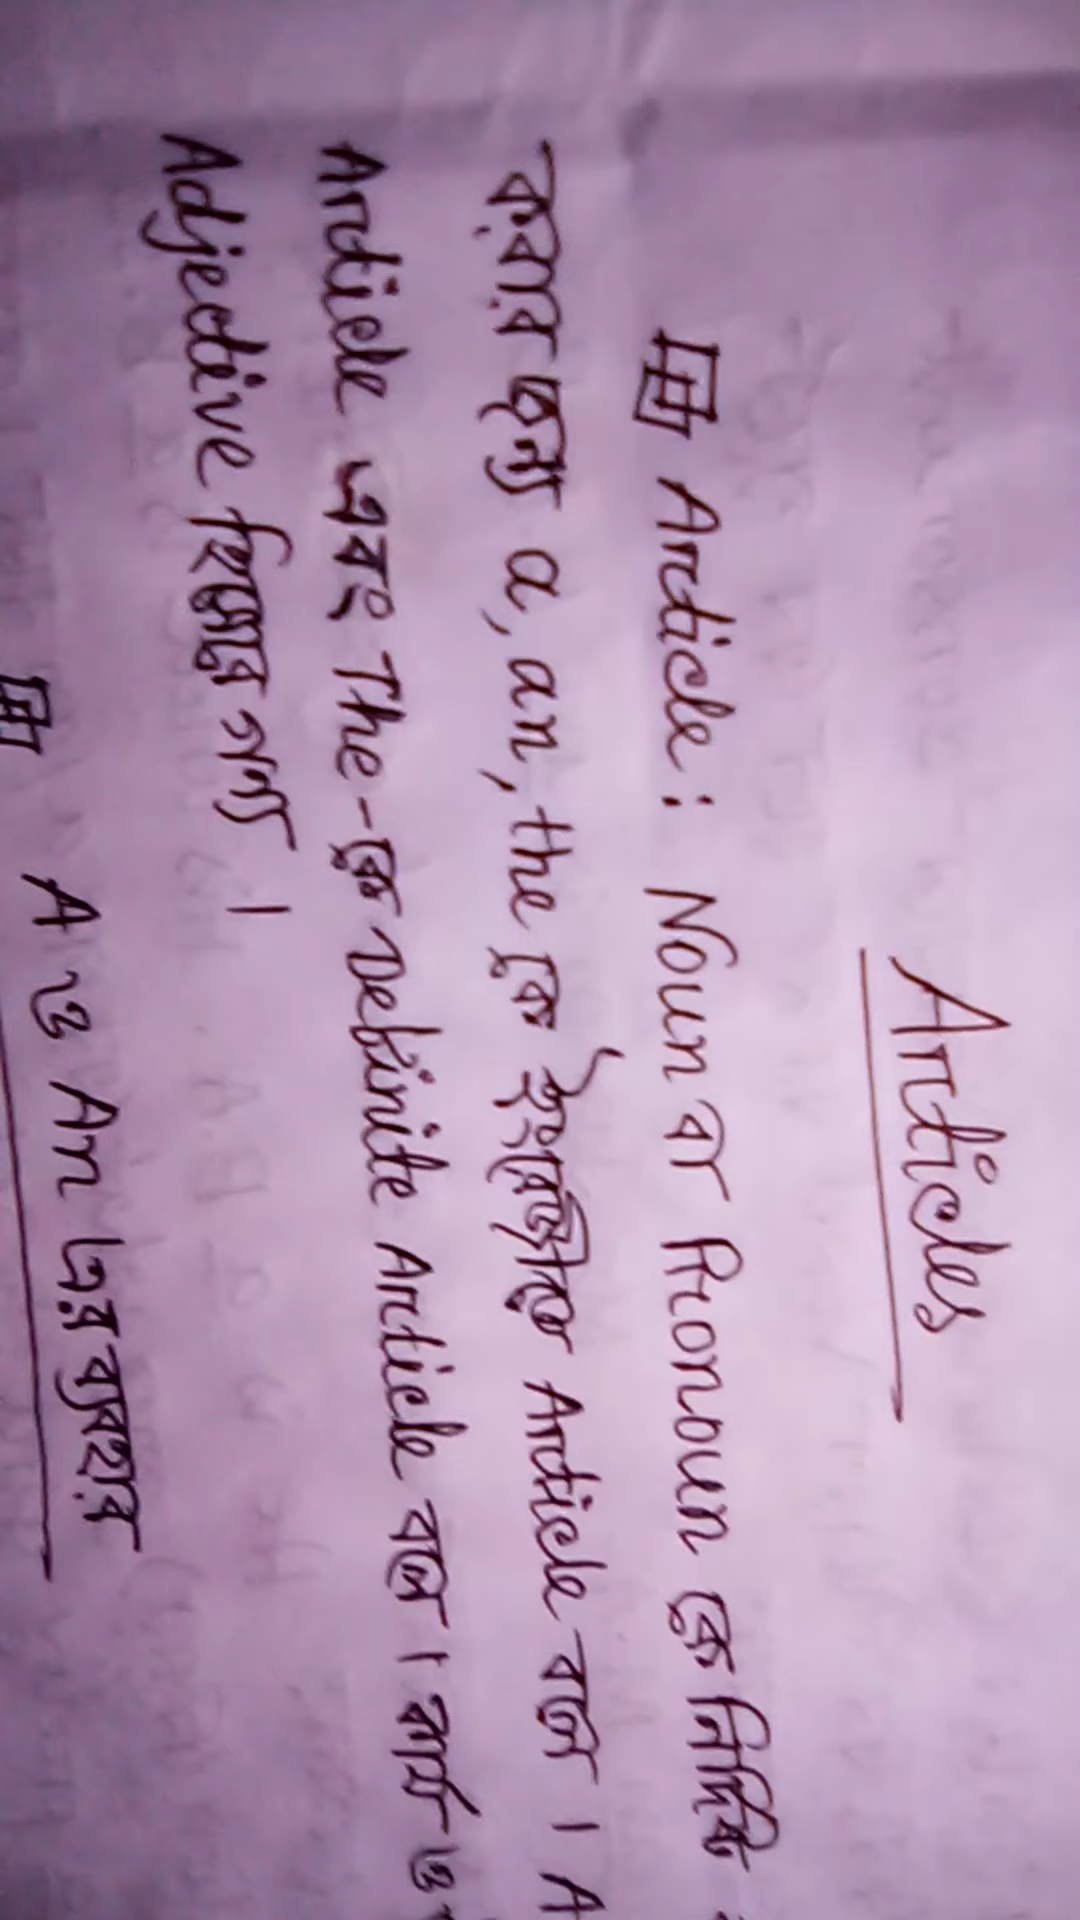 Articles
Article : Noun বা Pronoun কে নির্দিষ্ট
করার জন্য a, an, the কে ইংরেজীতে Article বলে । A
Article এবং The-কে Definite Article বলে । কার্য ও
Adjective হিসেবে গণ্য ।
A ও An এর ব্যবহার